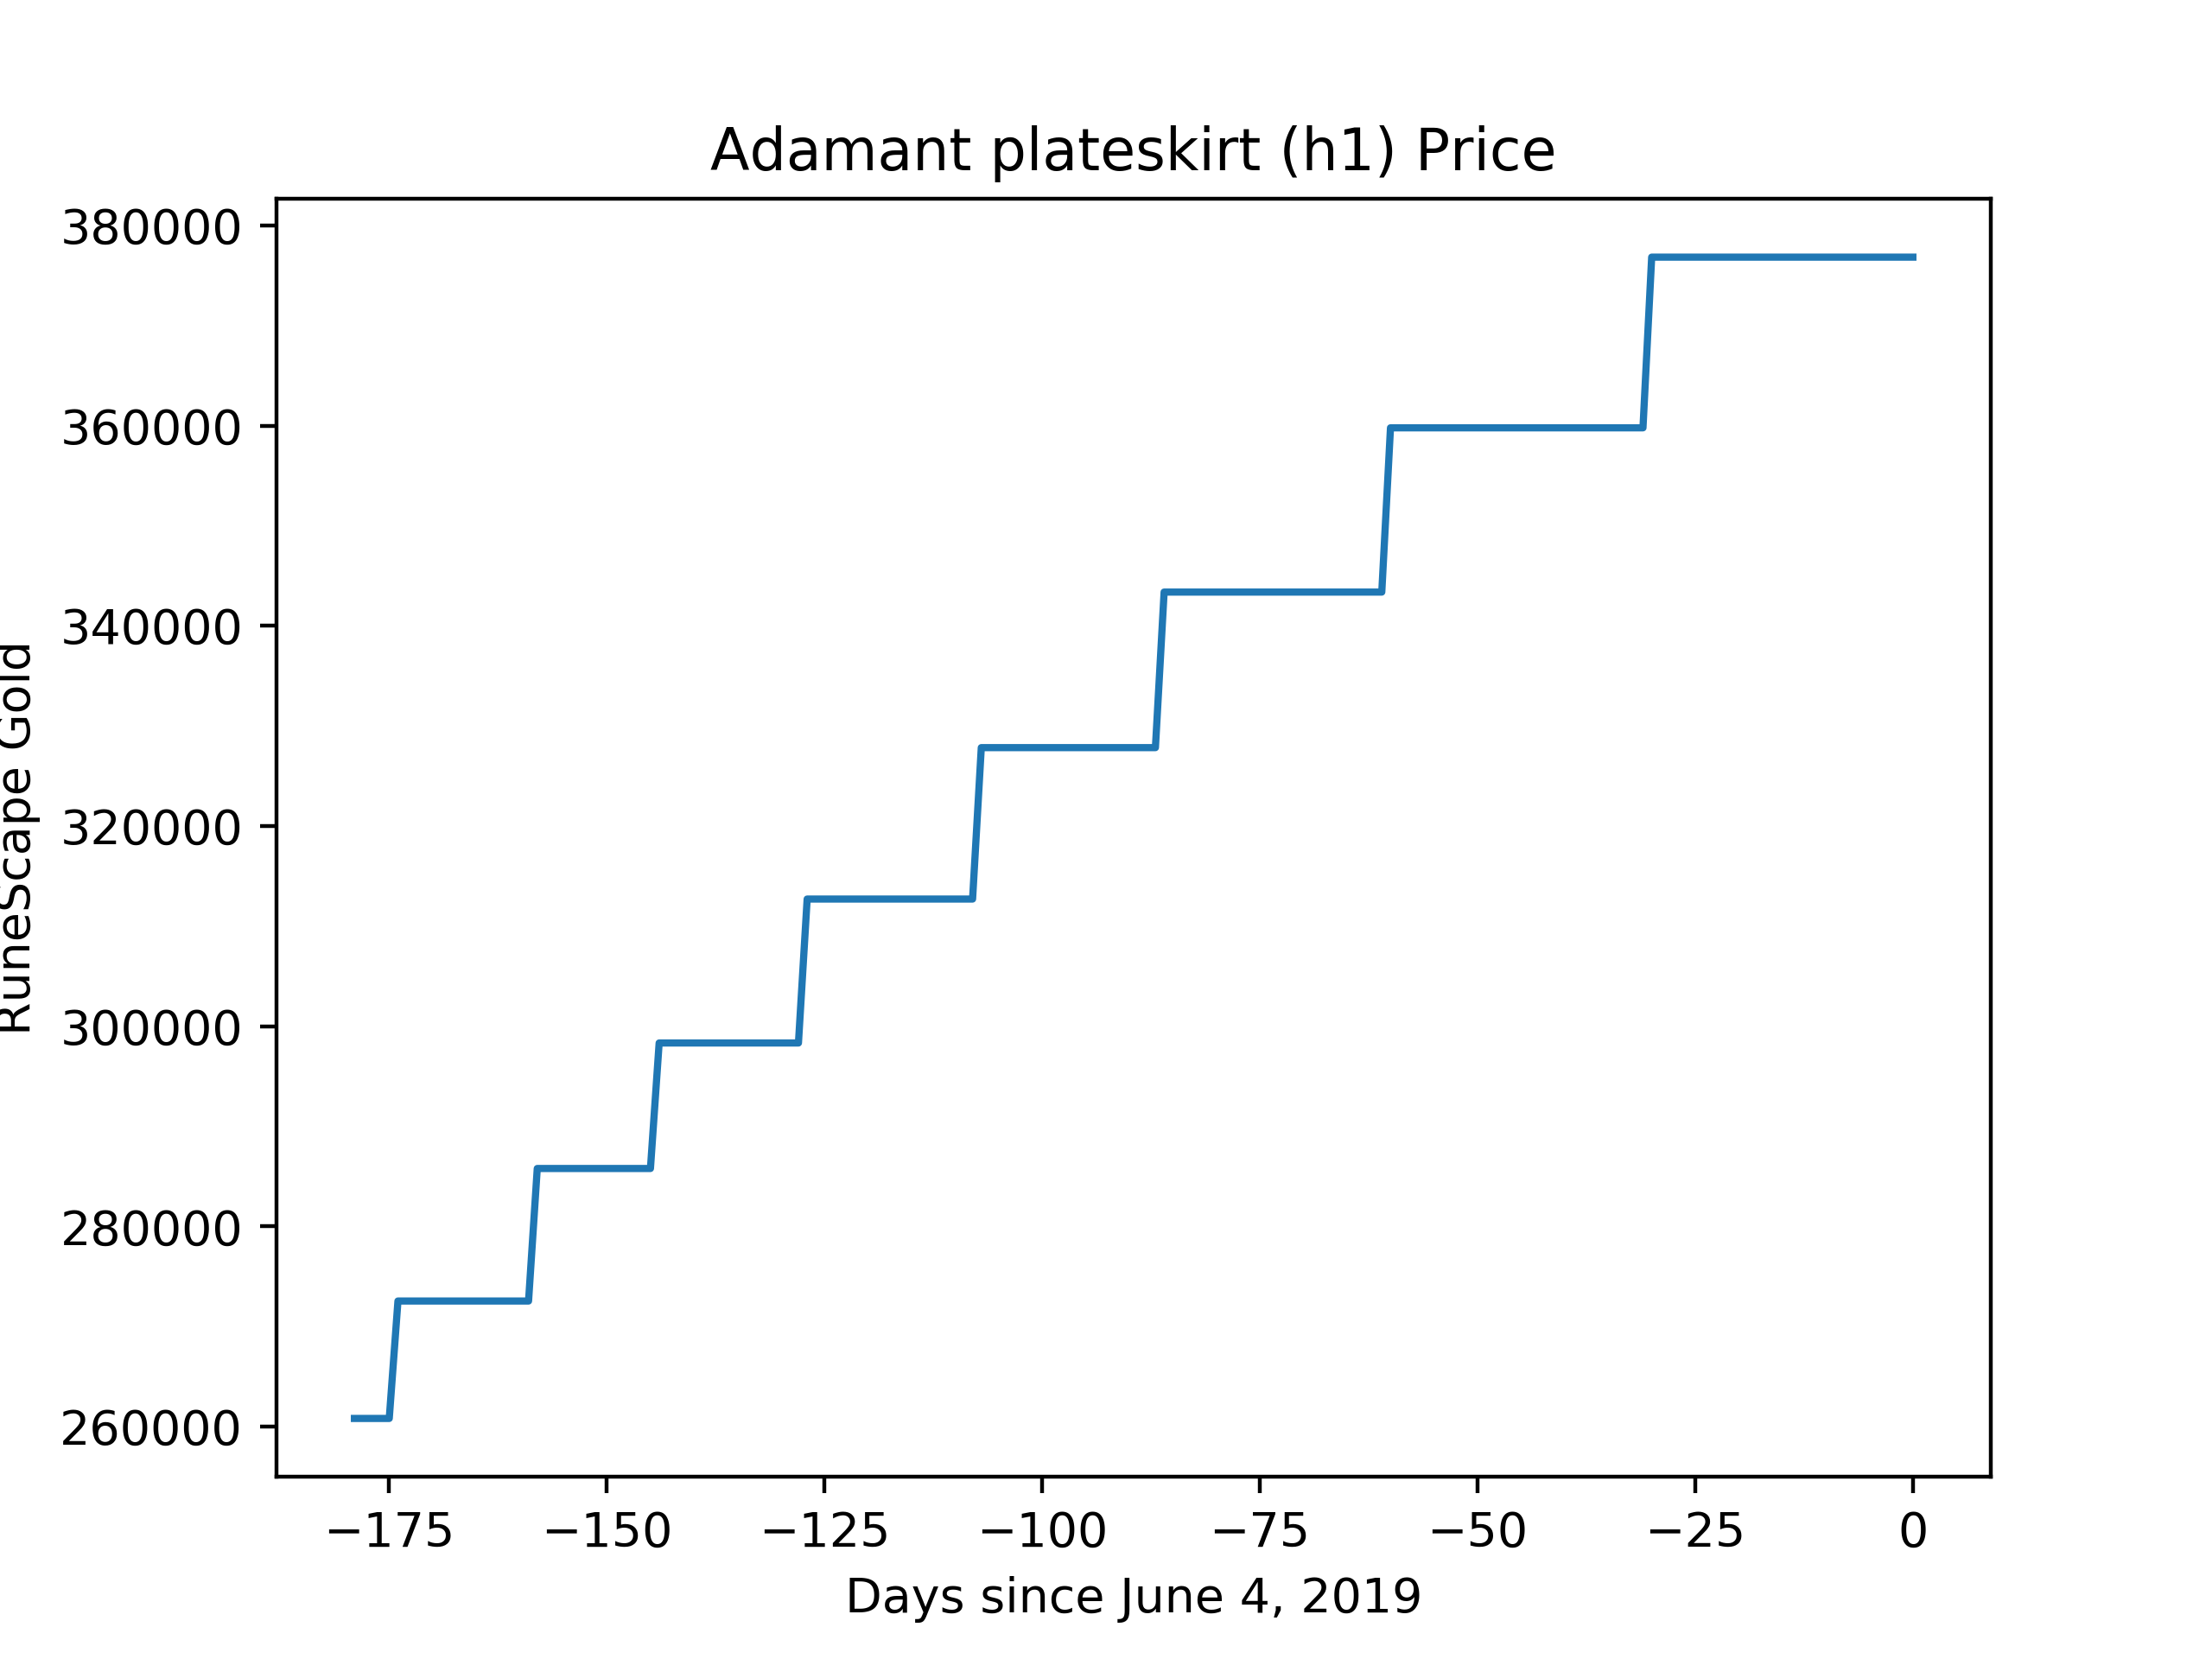 Adamant plateskirt (h1) Price
380000
360000
340000
320000
300000
280000
260000
RuneScape Gold
−175 −150 −125 −100 −75 −50 −25 0
Days since June 4, 2019